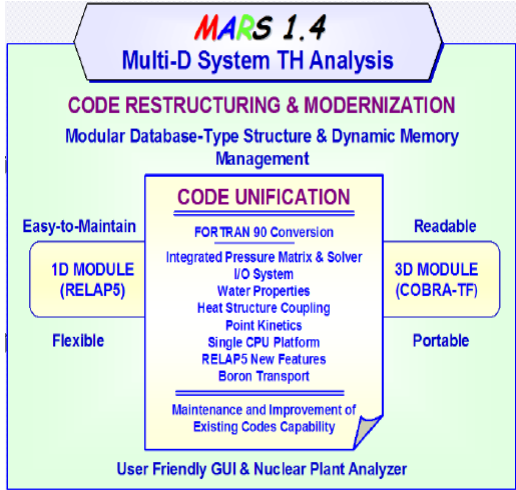 MARS 1.4
Multi-D System TH Analysis
CODE RESTRUCTURING & MODERNIZATION
Modular Database-Type Structure & Dynamic Memory
Management
CODE UNIFICATION
Easy-to-Maintain
FORTRAN 90 Conversion
Readable
1D MODULE
(RELAP5)
Integrated Pressure Matrix & Solver
I/O System
Water Properties
Heat Structure Coupling
Point Kinetics
Single CPU Platform
RELAP5 New Features
Boron Transport
3D MODULE
(COBRA-TF)
Flexible
Portable
Maintenance and Improvement of
Existing Codes Capability
User Friendly GUI & Nuclear Plant Analyzer